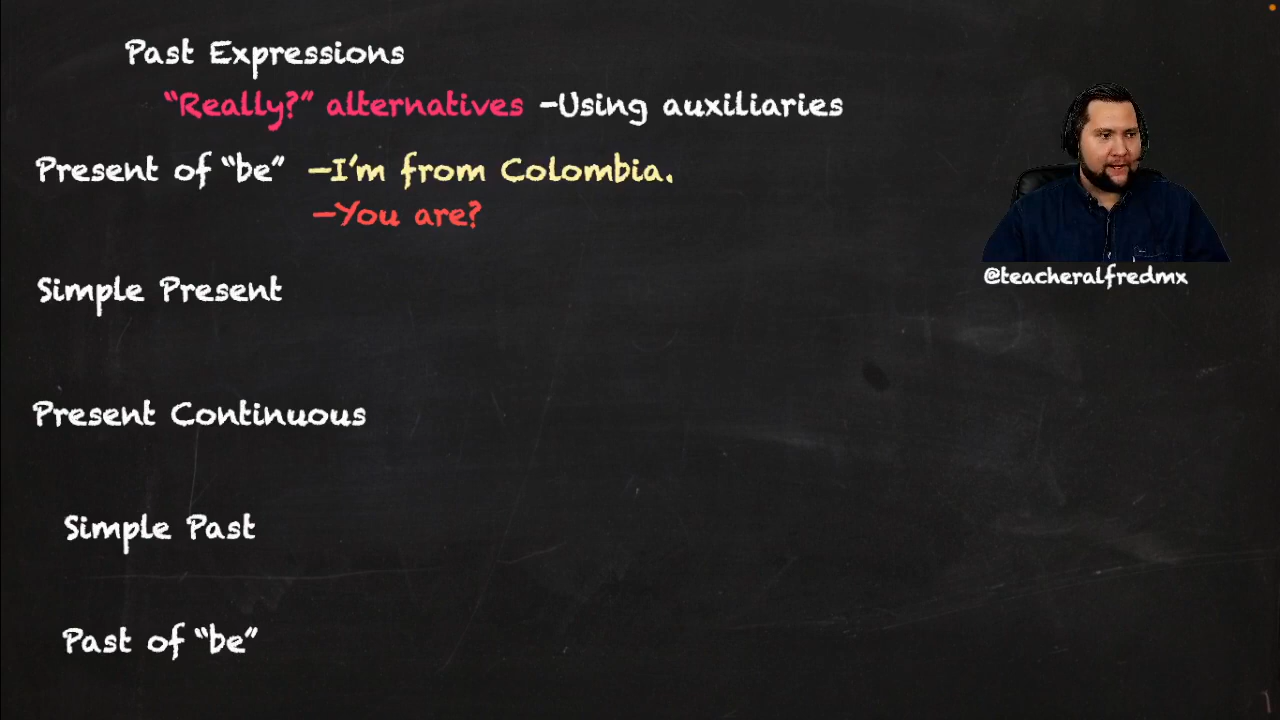 Past Expressions
“Really?” alternatives –Using auxiliaries
Present of “be” –I’m from Colombia.
–You are?
@teacheralfredmx
Simple Present
Present Continuous
Simple Past
Past of “be”
1